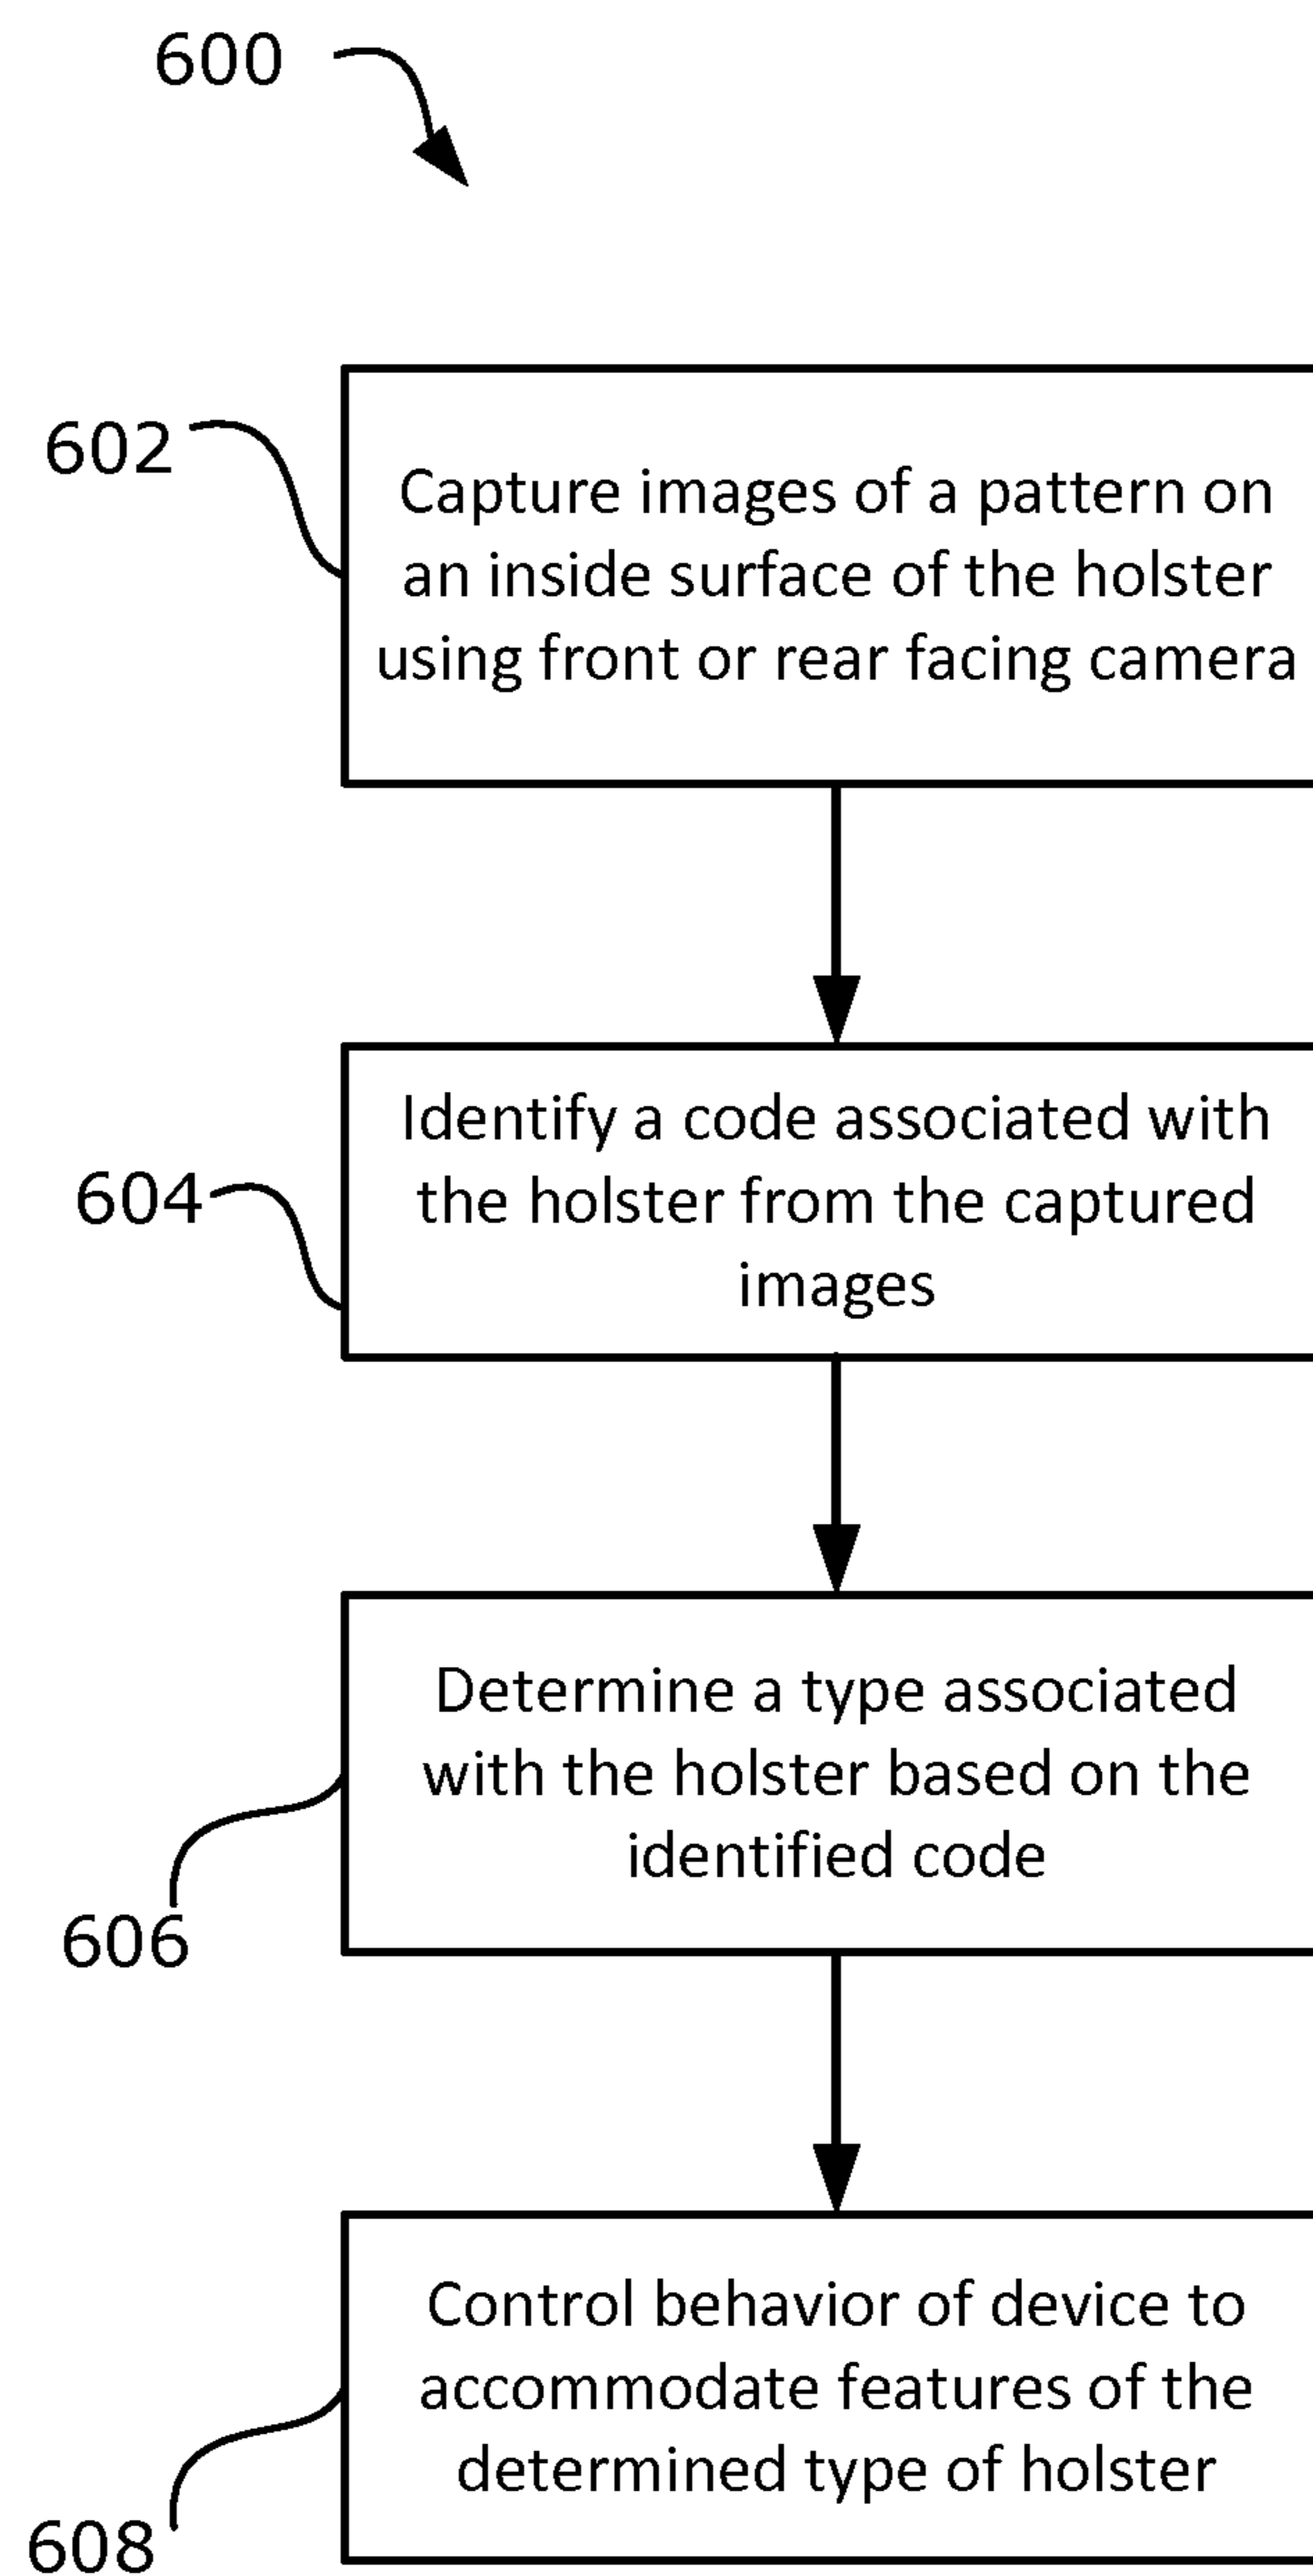 600
602
Capture images of a pattern on
an inside surface of the holster
using front or rear facing camera
604
Identify a code associated with
the holster from the captured
images
606
Determine a type associated
with the holster based on the
identified code
608
Control behavior of device to
accommodate features of the
determined type of holster